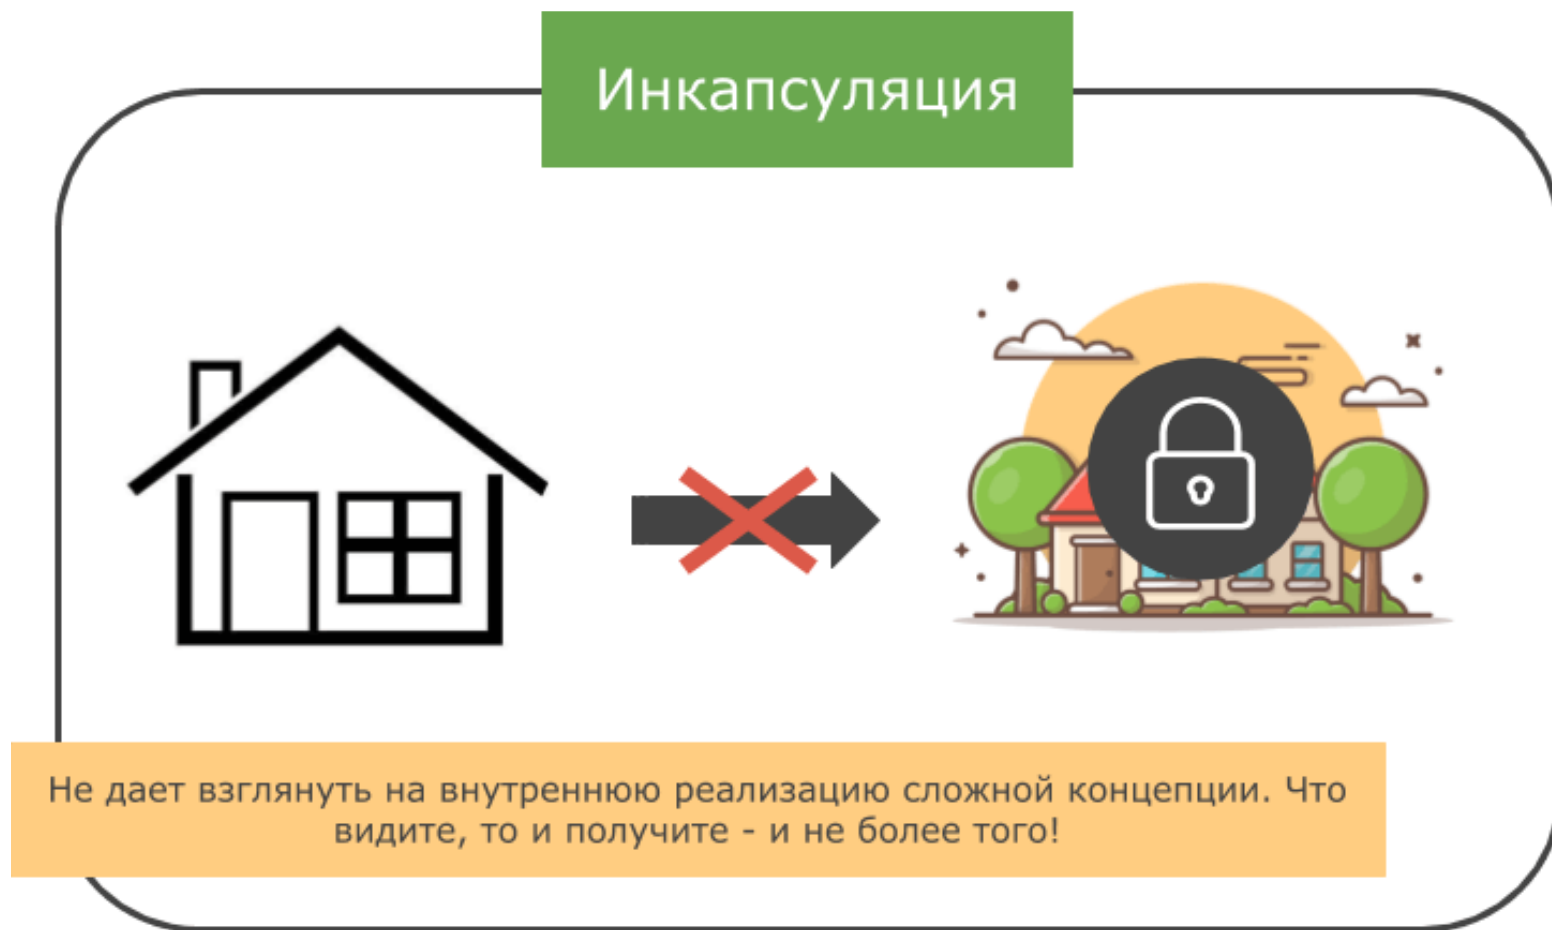 Инкапсуляция
Не дает взглянуть на внутреннюю реализацию сложной концепции. Что
видите, то и получите - и не более того!